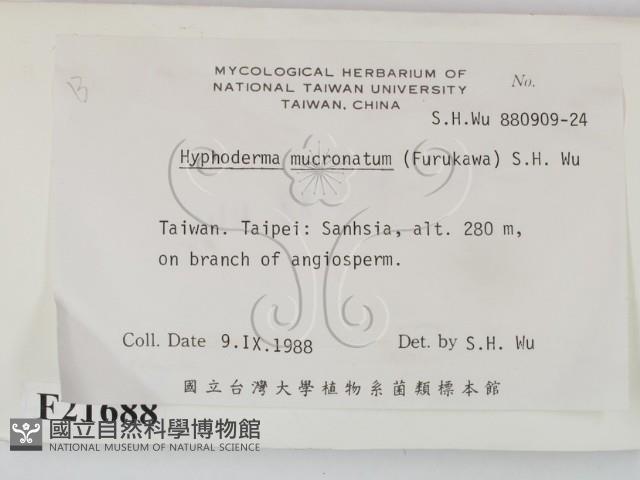 B
MYCOLOGICAL HERBARIUM OF
NATIONAL TAIWAN UNIVERSITY
TAIWAN, CHINA
No.
S.H.Wu 880909-24
Hyphoderma mucronatum (Furukawa) S.H. Wu
Taiwan. Taipei: Sanhsia, alt. 280 m,
on branch of angiosperm.
Coll. Date 9.IX.1988 Det. by S.H. Wu
國立台灣大學植物系菌類標本館
F21688
國立自然科學博物館
NATIONAL MUSEUM OF NATURAL SCIENCE